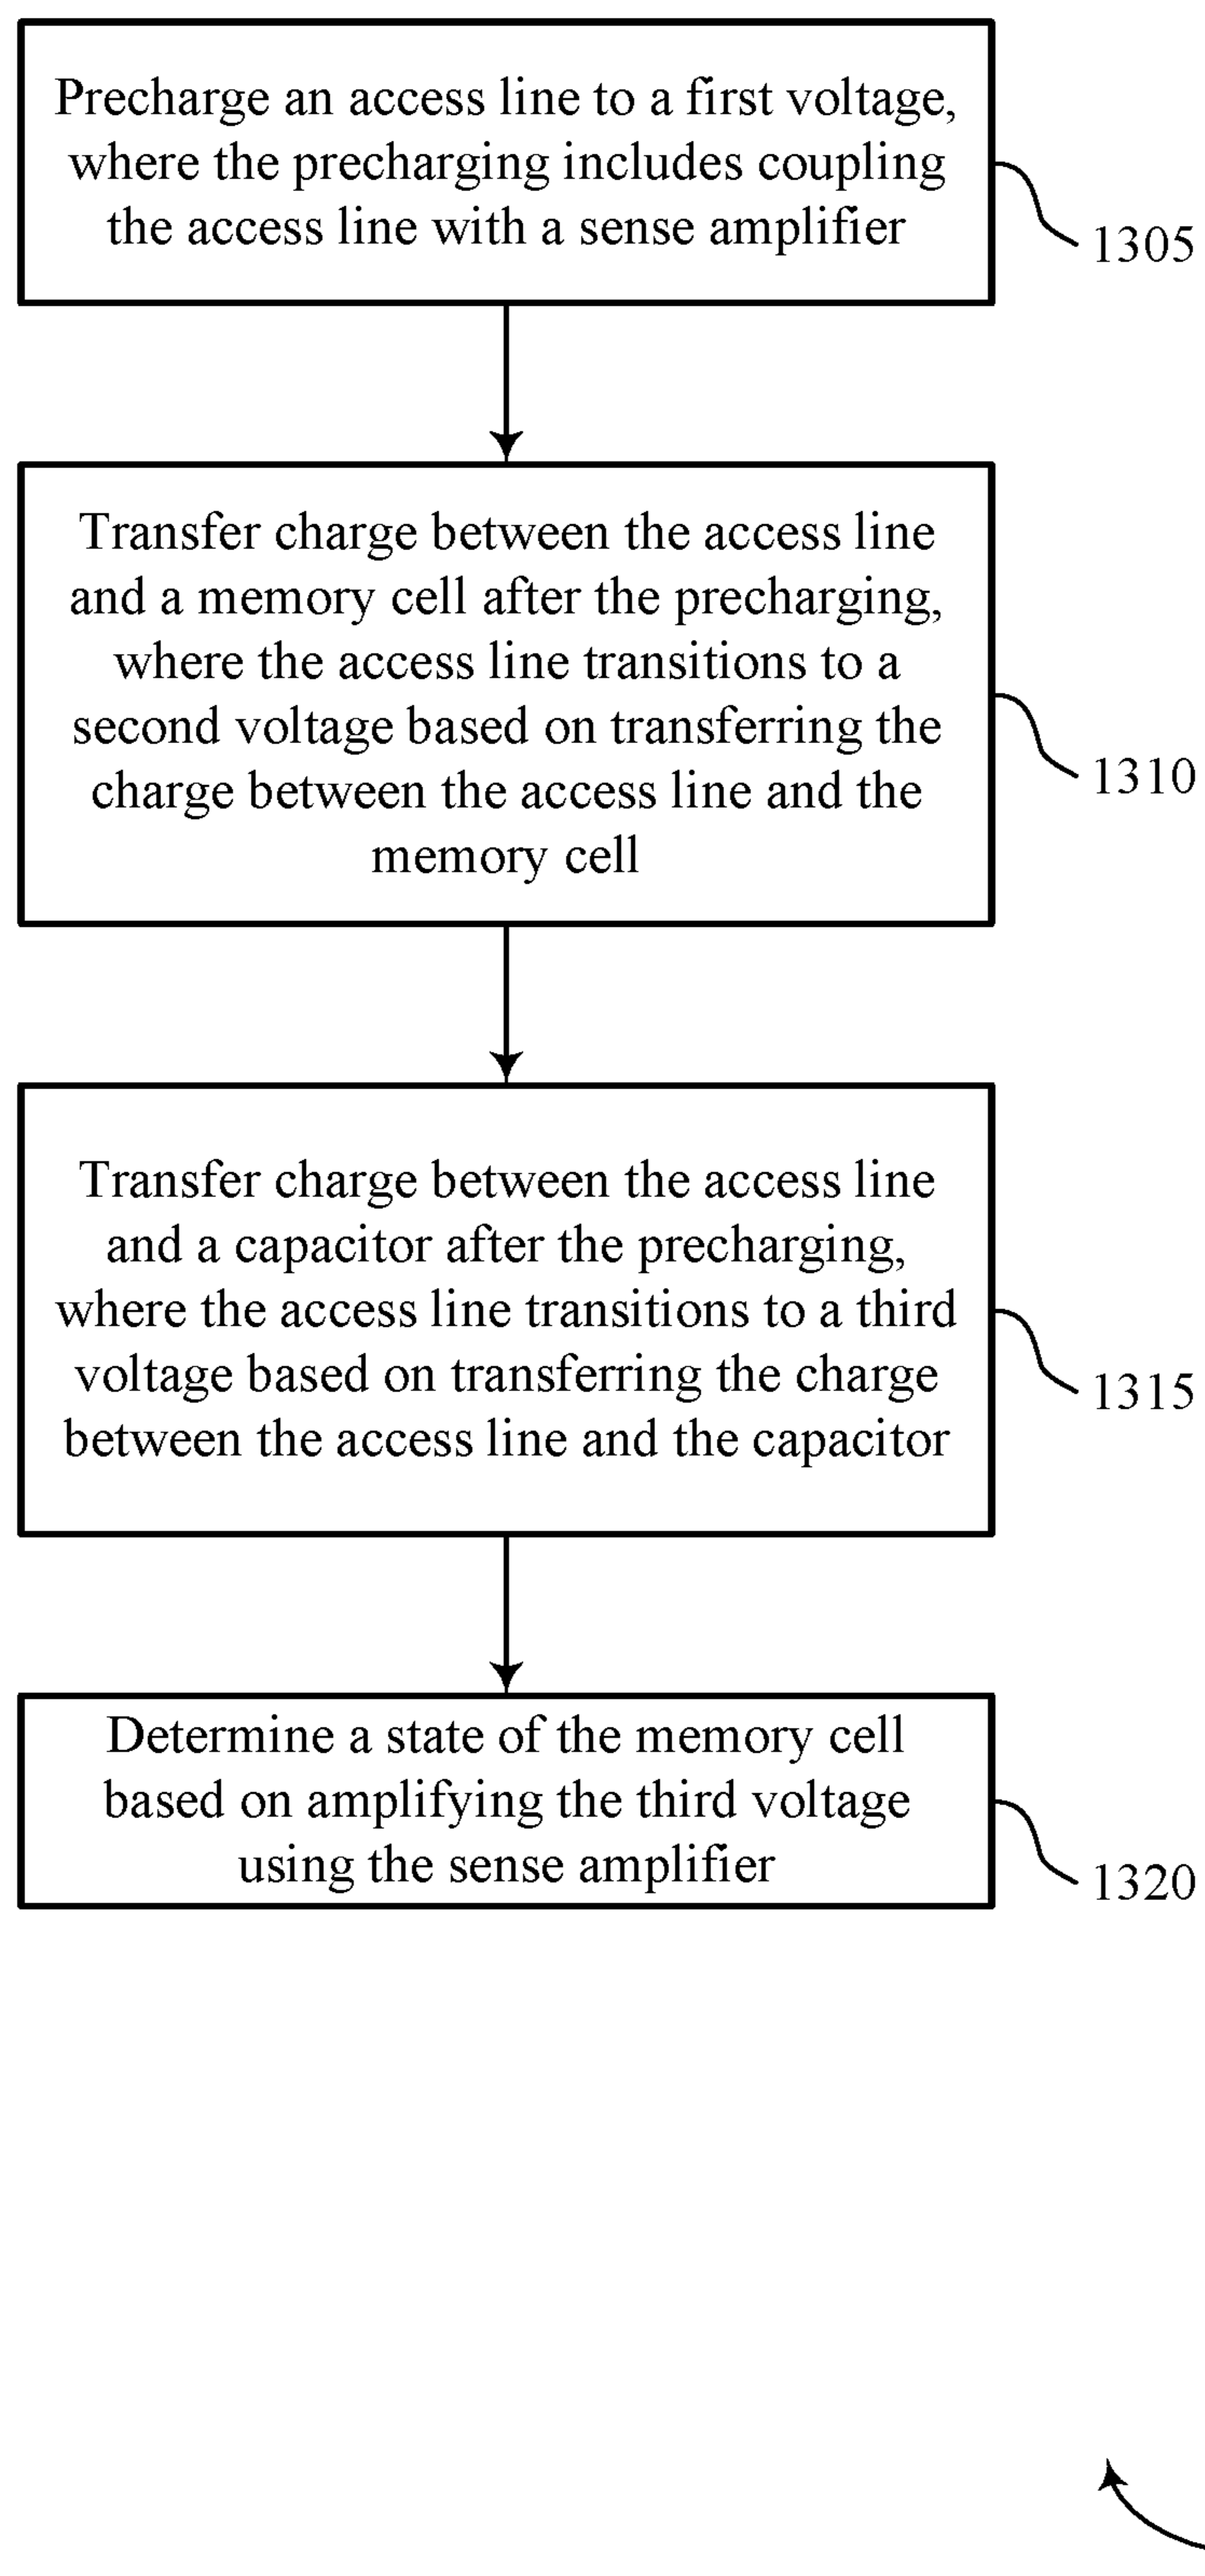 Precharge an access line to a first voltage,
where the precharging includes coupling
the access line with a sense amplifier
1305
Transfer charge between the access line
and a memory cell after the precharging,
where the access line transitions to a
second voltage based on transferring the
charge between the access line and the
memory cell
1310
Transfer charge between the access line
and a capacitor after the precharging,
where the access line transitions to a third
voltage based on transferring the charge
between the access line and the capacitor
1315
Determine a state of the memory cell
based on amplifying the third voltage
using the sense amplifier
1320